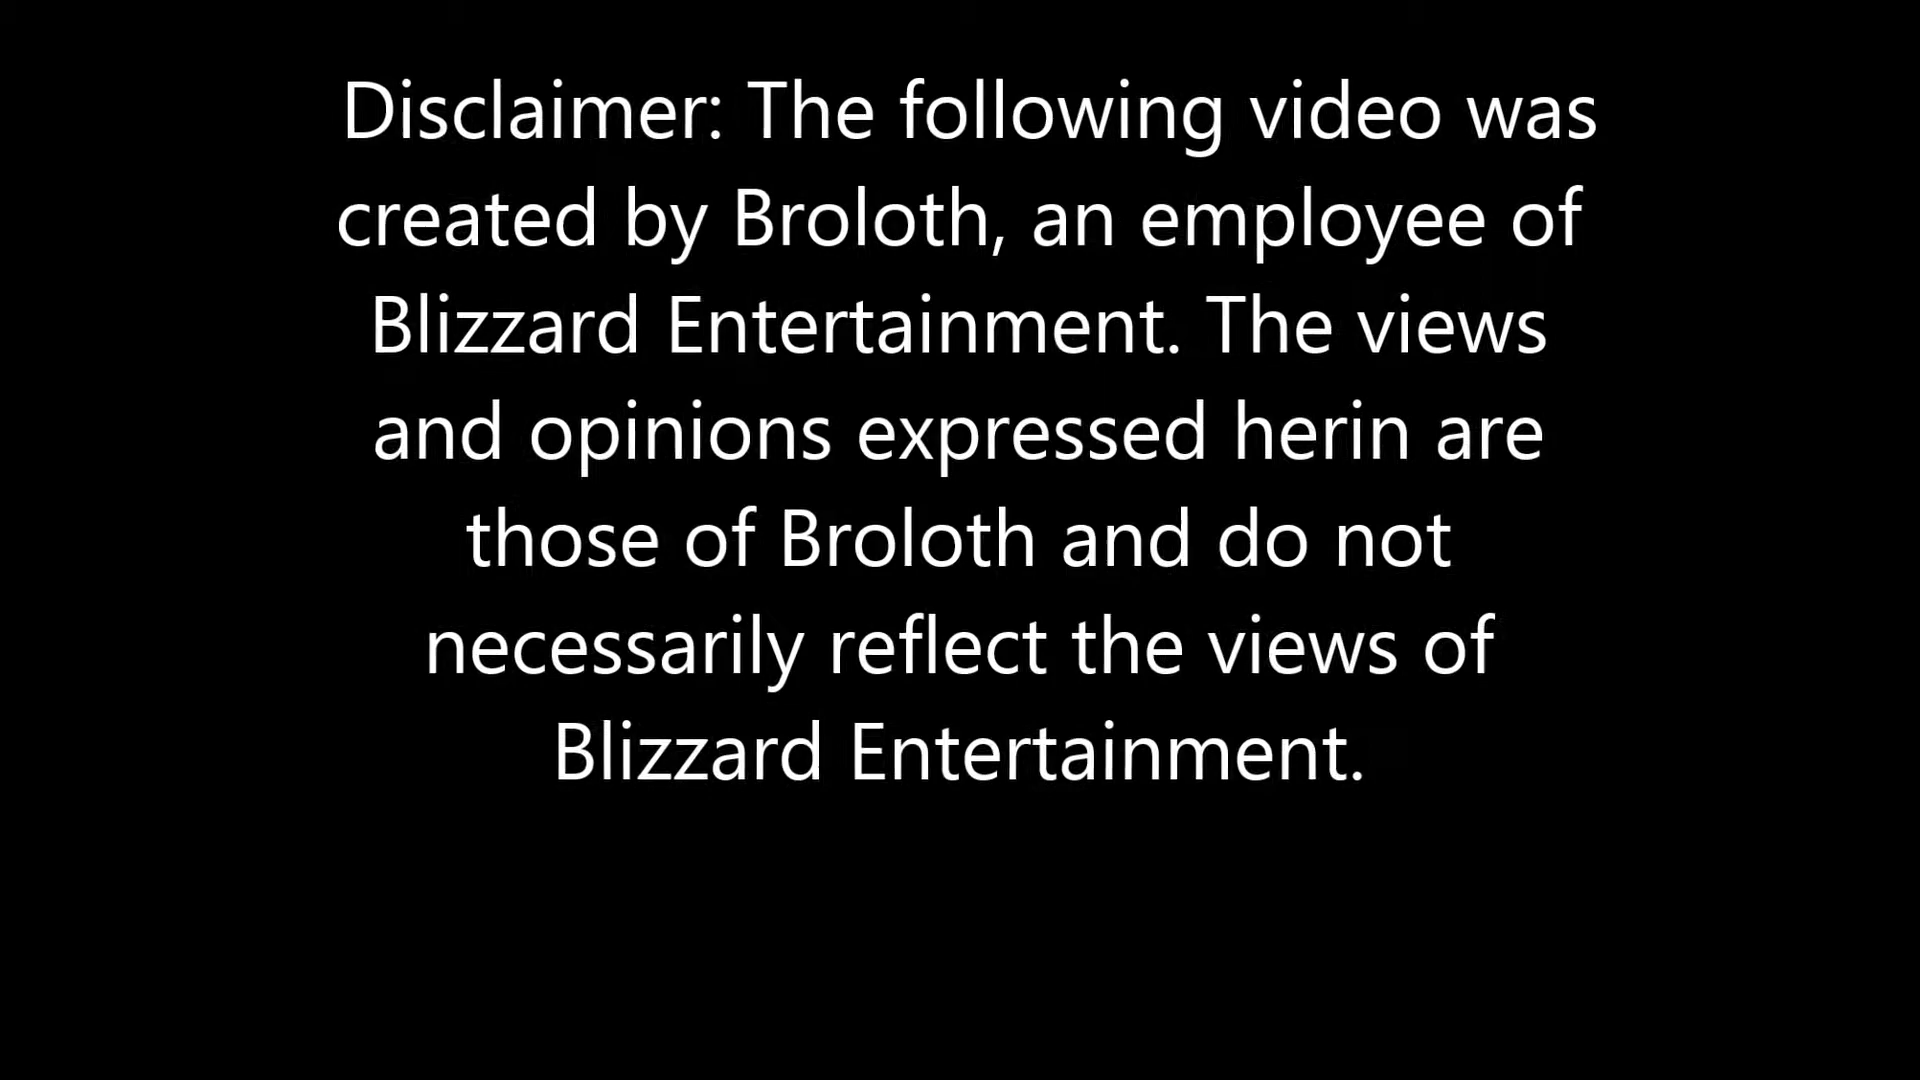 Disclaimer: The following video was
created by Broloth, an employee of
Blizzard Entertainment. The views
and opinions expressed herin are
those of Broloth and do not
necessarily reflect the views of
Blizzard Entertainment.